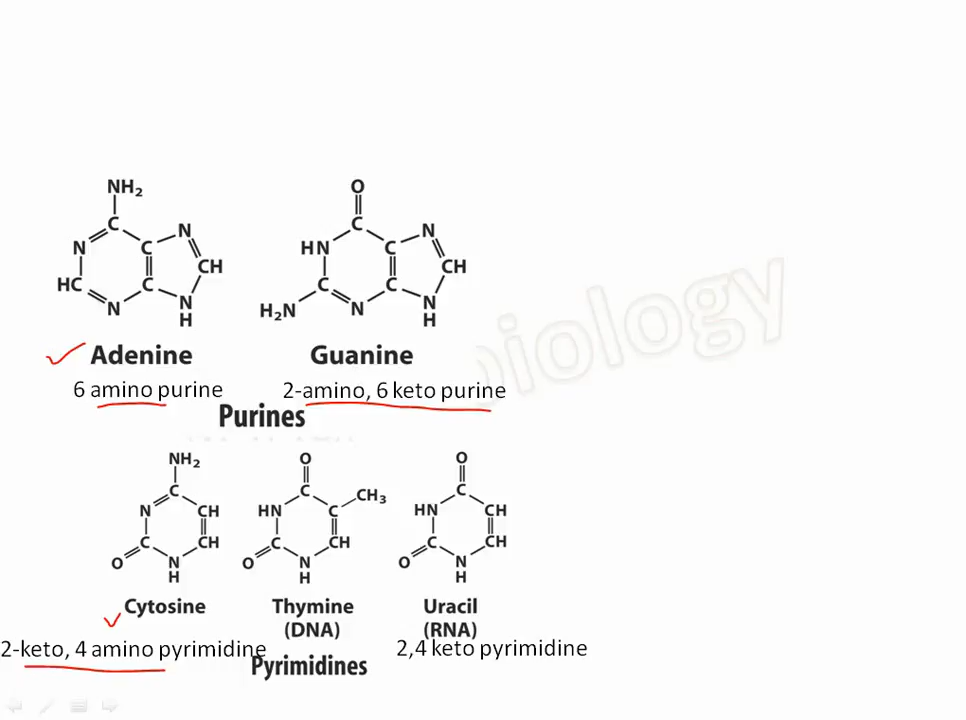 NH2
C
N
N
C
HC
CH
C
N
N
H
O
C
HN
N
C
C
CH
C
H2N
N
N
H
Adenine
Guanine
6 amino purine
2-amino, 6 keto purine
Purines
biology
NH2
C
N
CH
C
CH
O
N
H
O
C
CH3
HN
C
C
CH
O
N
H
O
C
HN
CH
C
CH
O
N
H
Cytosine
Thymine
(DNA)
Uracil
(RNA)
2-keto, 4 amino pyrimidine
2,4 keto pyrimidine
Pyrimidines